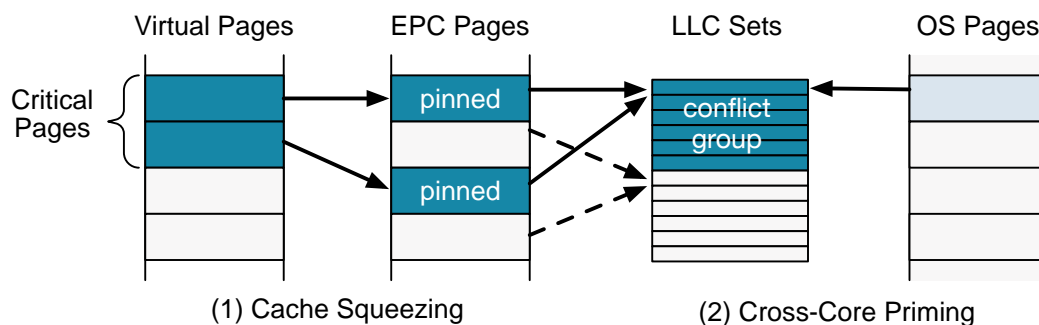 Virtual Pages
EPC Pages
LLC Sets
OS Pages
Critical
Pages
pinned
pinned
conflict
group
(1) Cache Squeezing
(2) Cross-Core Priming